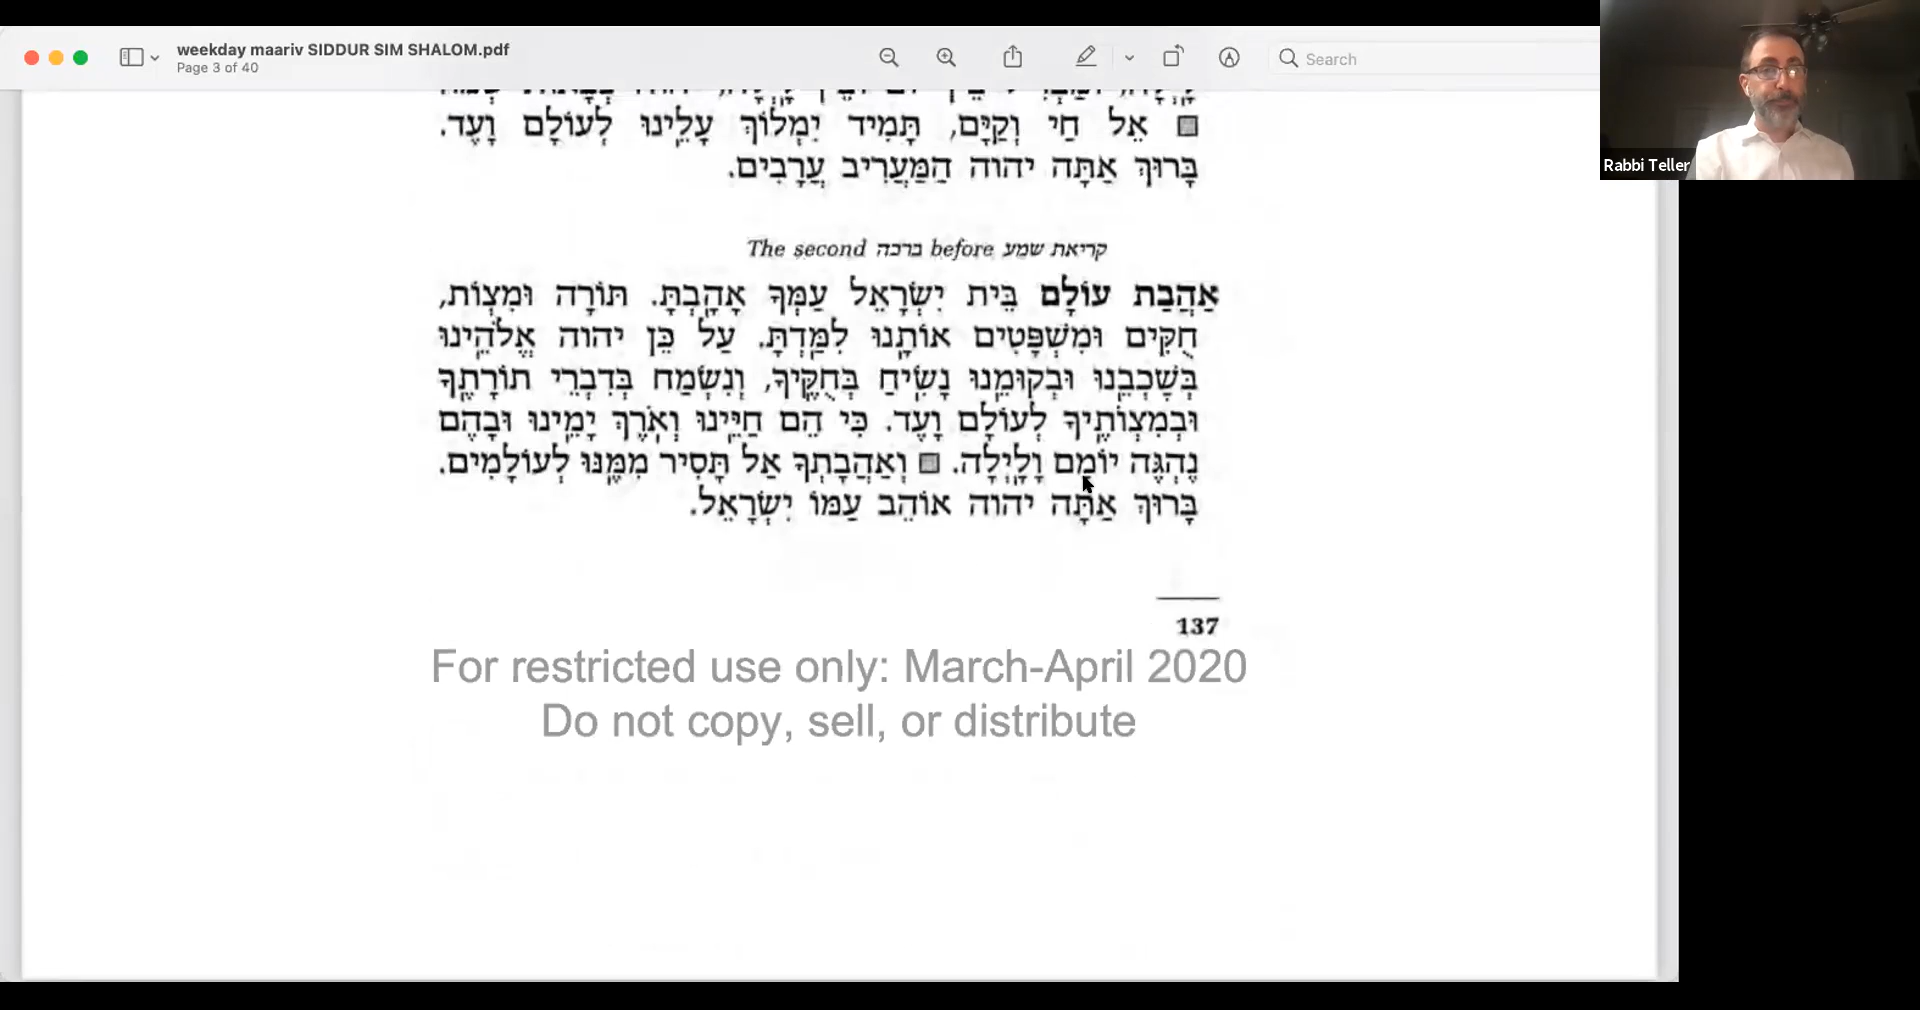 weekday maariv SIDDUR SIM SHALOM.pdf
Page 3 of 40
Search
Rabbi Teller
אֵל חַי וְקַיָּם, תָּמִיד יִמְלוֹךְ עָלֵֽינוּ לְעוֹלָם וָעֶד.
בָּרוּךְ אַתָּה יהוה הַמַּעֲרִיב עֲרָבִים.
The second ברכה before קריאת שמע
אַהֲבַת עוֹלָם בֵּית יִשְׂרָאֵל עַמְּךָ אָהָֽבְתָּ. תּוֹרָה וּמִצְוֹת,
חֻקִּים וּמִשְׁפָּטִים אוֹתָֽנוּ לִמַּֽדְתָּ. עַל כֵּן יהוה אֱלֹהֵֽינוּ
בְּשָׁכְבֵֽנוּ וּבְקוּמֵֽנוּ נָשִֽׂיחַ בְּחֻקֶּֽיךָ, וְנִשְׂמַח בְּדִבְרֵי תוֹרָתֶֽךָ
וּבְמִצְוֹתֶֽיךָ לְעוֹלָם וָעֶד. כִּי הֵם חַיֵּֽינוּ וְאֹֽרֶךְ יָמֵֽינוּ וּבָהֶם
נֶהְגֶּה יוֹמָם וָלָֽיְלָה. וְאַהֲבָתְךָ אַל תָּסִיר מִמֶּֽנּוּ לְעוֹלָמִים.
בָּרוּךְ אַתָּה יהוה אוֹהֵב עַמּוֹ יִשְׂרָאֵל.
137
For restricted use only: March-April 2020
Do not copy, sell, or distribute